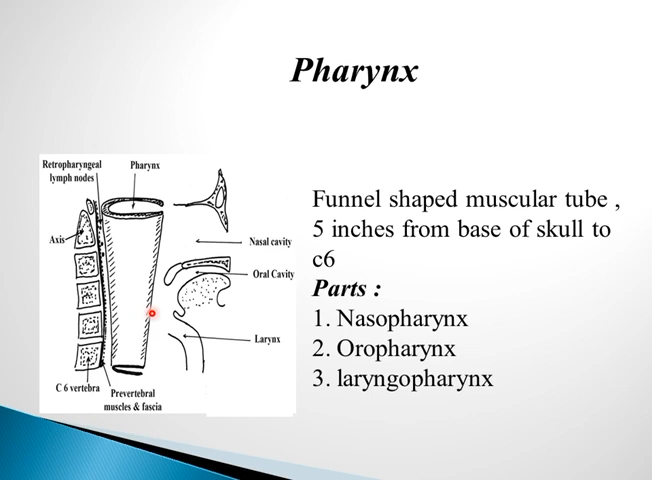 Pharynx
Retropharyngeal
lymph nodes
Pharynx
Axis
Nasal cavity
Oral Cavity
Larynx
C 6 vertebra
Prevertebral
muscles & fascia
Funnel shaped muscular tube ,
5 inches from base of skull to
c6
Parts :
1. Nasopharynx
2. Oropharynx
3. laryngopharynx